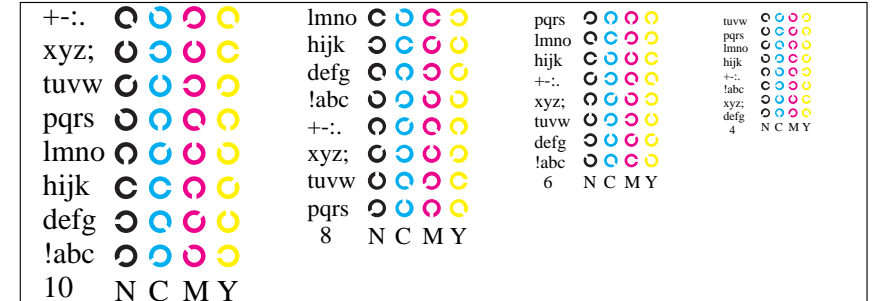 +-:.
xyz;
tuvw
pqrs
lmno
hijk
defg
!abc
10 N C M Y
lmno
hijk
defg
!abc
+-:.
xyz;
tuvw
pqrs
8 N C M Y
pqrs
lmno
hijk
+-:.
xyz;
tuvw
defg
!abc
6 N C M Y
tuvw
pqrs
lmno
hijk
+-:.
!abc
xyz;
defg
4 N C M Y